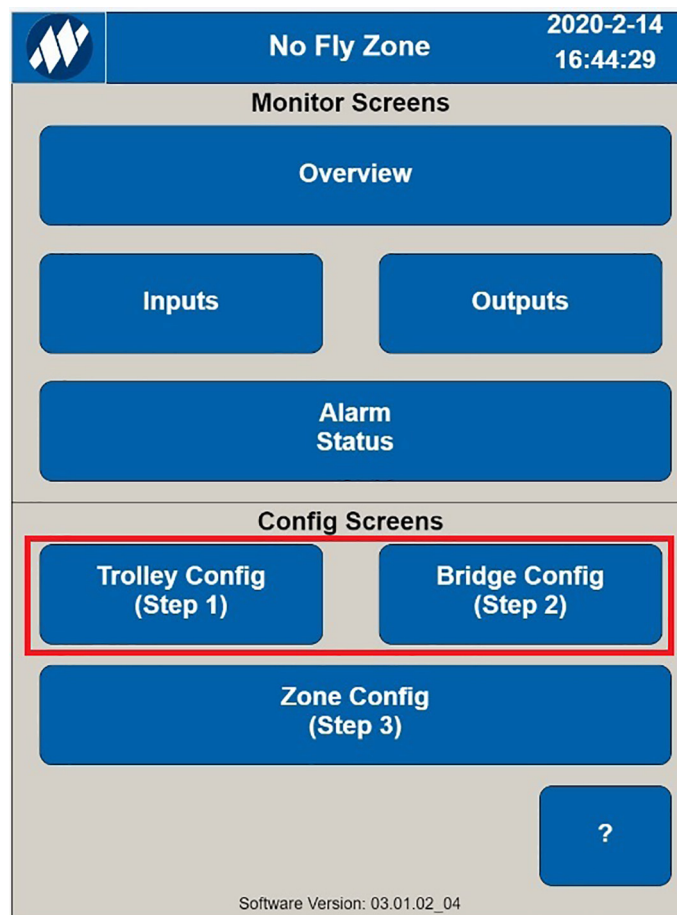 No Fly Zone
2020-2-14
16:44:29
Monitor Screens
Overview
Inputs
Outputs
Alarm
Status
Config Screens
Trolley Config
(Step 1)
Bridge Config
(Step 2)
Zone Config
(Step 3)
?
Software Version: 03.01.02_04